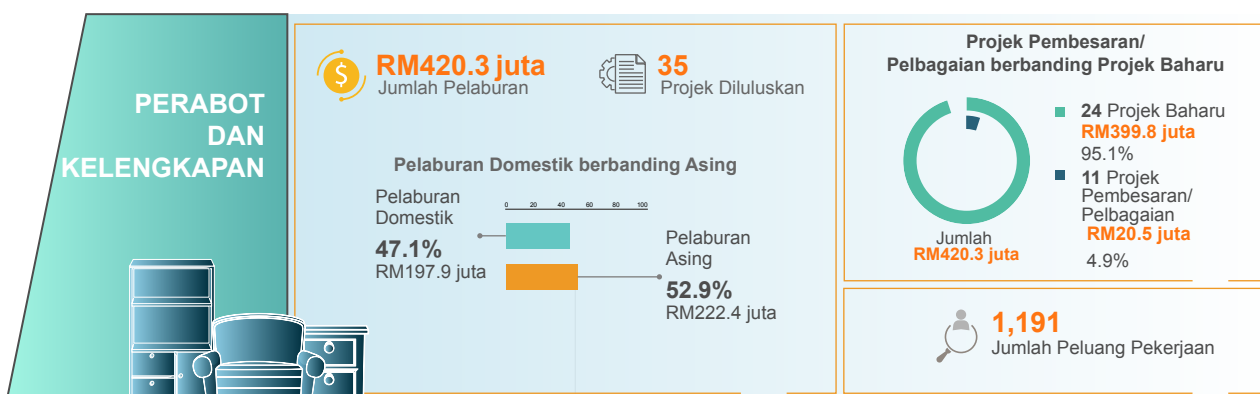 PERABOT
DAN
KELENGKAPAN
RM420.3 juta
Jumlah Pelaburan
35
Projek Diluluskan
Pelaburan Domestik berbanding Asing
Pelaburan
Domestik
47.1%
RM197.9 juta
0 20 40 60 80 100
Pelaburan
Asing
52.9%
RM222.4 juta
Projek Pembesaran/
Pelbagaian berbanding Projek Baharu
24 Projek Baharu
RM399.8 juta
95.1%
11 Projek
Pembesaran/
Pelbagaian
RM20.5 juta
4.9%
Jumlah
RM420.3 juta
1,191
Jumlah Peluang Pekerjaan